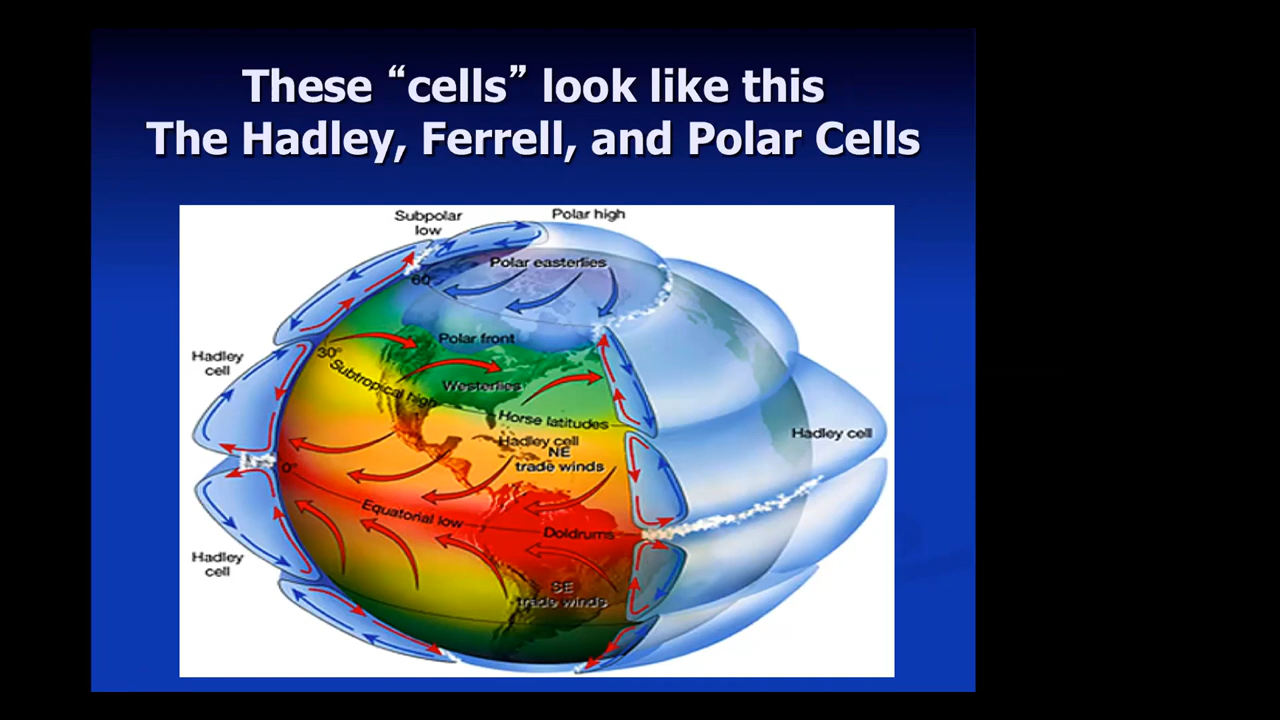 These “cells” look like this
The Hadley, Ferrell, and Polar Cells
Subpolar
low
Polar high
Polar easterlies
60
Polar front
30°
Hadley
cell
Subtropical high
Westerlies
Horse latitudes
Hadley cell
Hadley cell
NE
trade winds
0°
Equatorial low
Doldrums
Hadley
cell
SE
trade winds